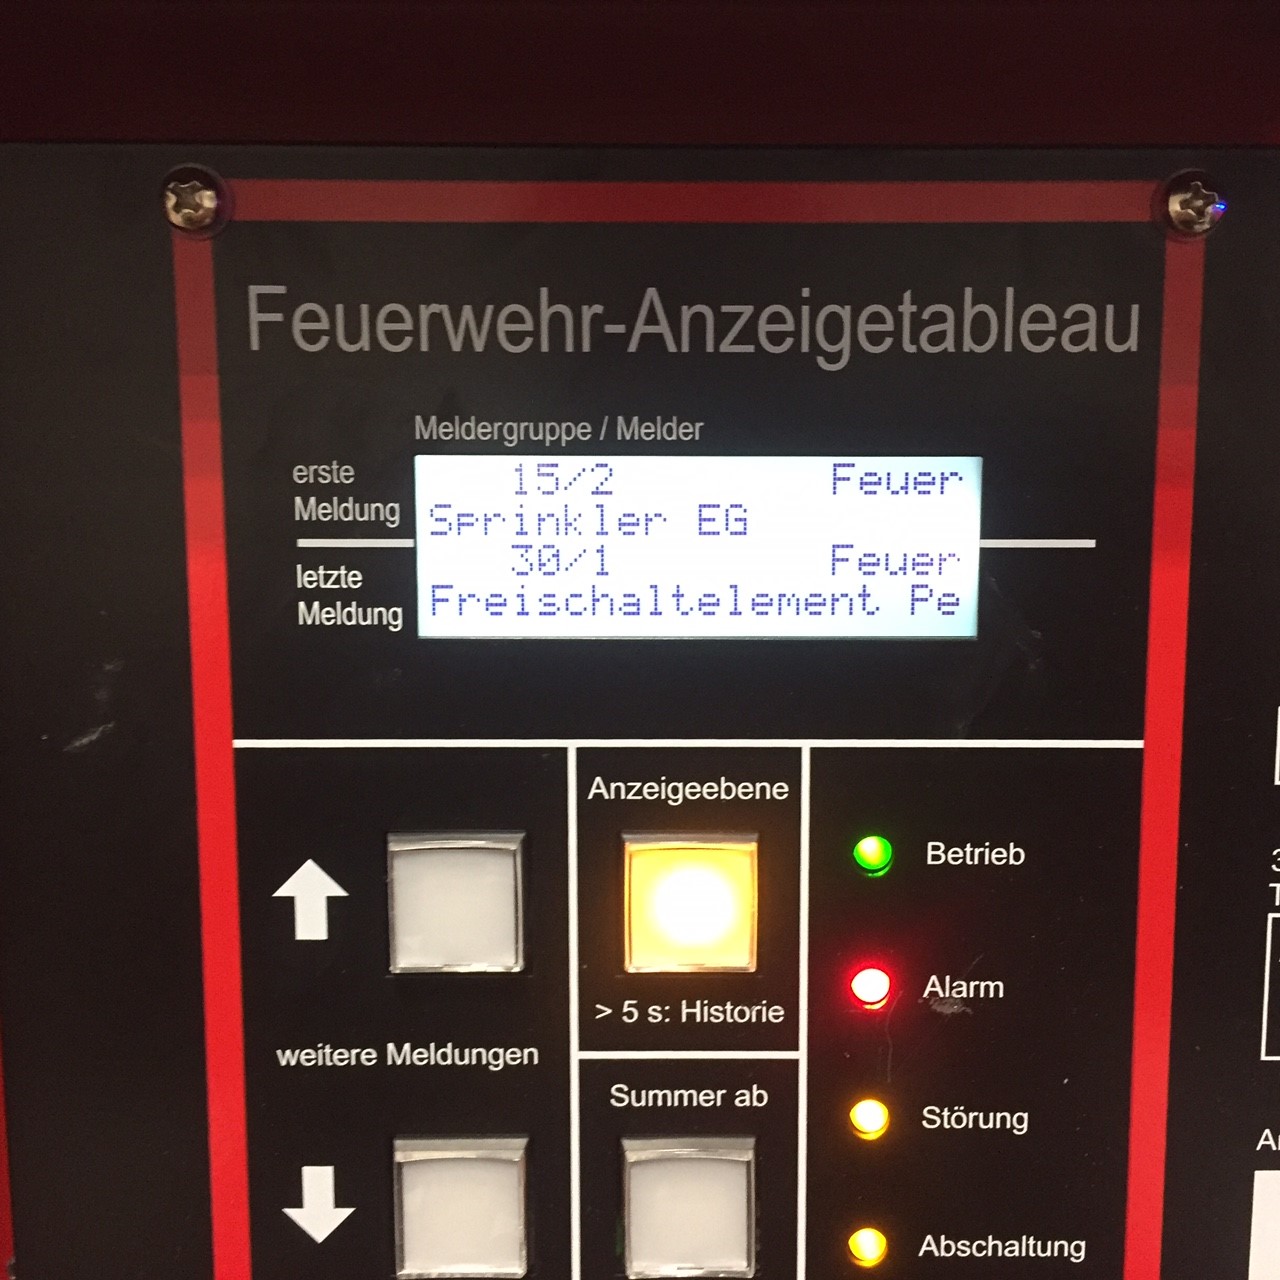 Feuerwehr-Anzeigetableau
Meldergruppe / Melder
erste
Meldung
15/2 Feuer
Sprinkler EG
letzte
Meldung
30/1 Feuer
Freischaltelement Pe
Anzeigeebene
> 5 s: Historie
weitere Meldungen
Summer ab
Betrieb
Alarm
Störung
Abschaltung